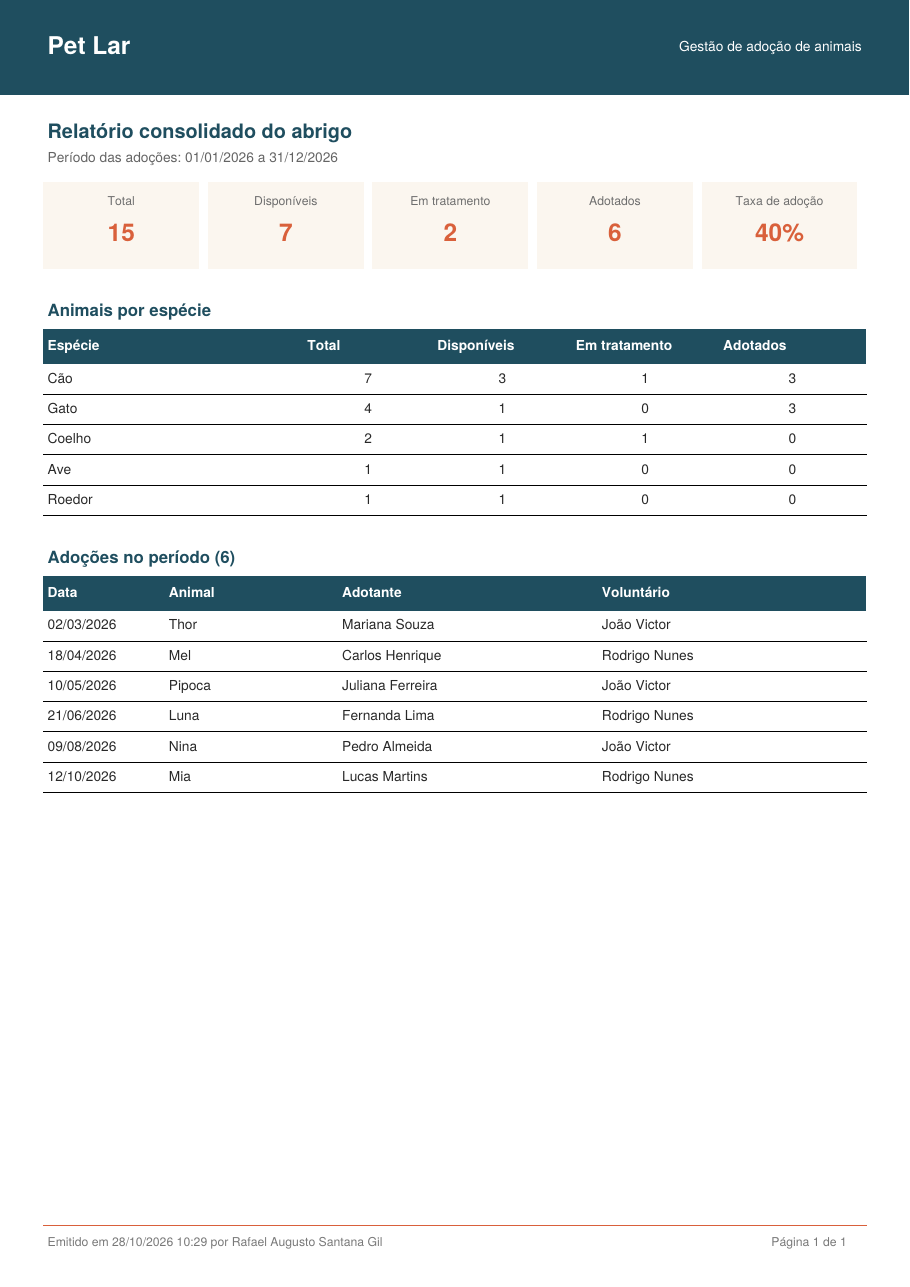 Pet Lar
Gestão de adoção de animais
Relatório consolidado do abrigo
Período das adoções: 01/01/2026 a 31/12/2026
Total Disponíveis Em tratamento Adotados Taxa de adoção
15 7 2 6 40%
Animais por espécie
Espécie Total Disponíveis Em tratamento Adotados
Cão 7 3 1 3
Gato 4 1 0 3
Coelho 2 1 1 0
Ave 1 1 0 0
Roedor 1 1 0 0
Adoções no período (6)
Data Animal Adotante Voluntário
02/03/2026 Thor Mariana Souza João Victor
18/04/2026 Mel Carlos Henrique Rodrigo Nunes
10/05/2026 Pipoca Juliana Ferreira João Victor
21/06/2026 Luna Fernanda Lima Rodrigo Nunes
09/08/2026 Nina Pedro Almeida João Victor
12/10/2026 Mia Lucas Martins Rodrigo Nunes
Emitido em 28/10/2026 10:29 por Rafael Augusto Santana Gil Página 1 de 1